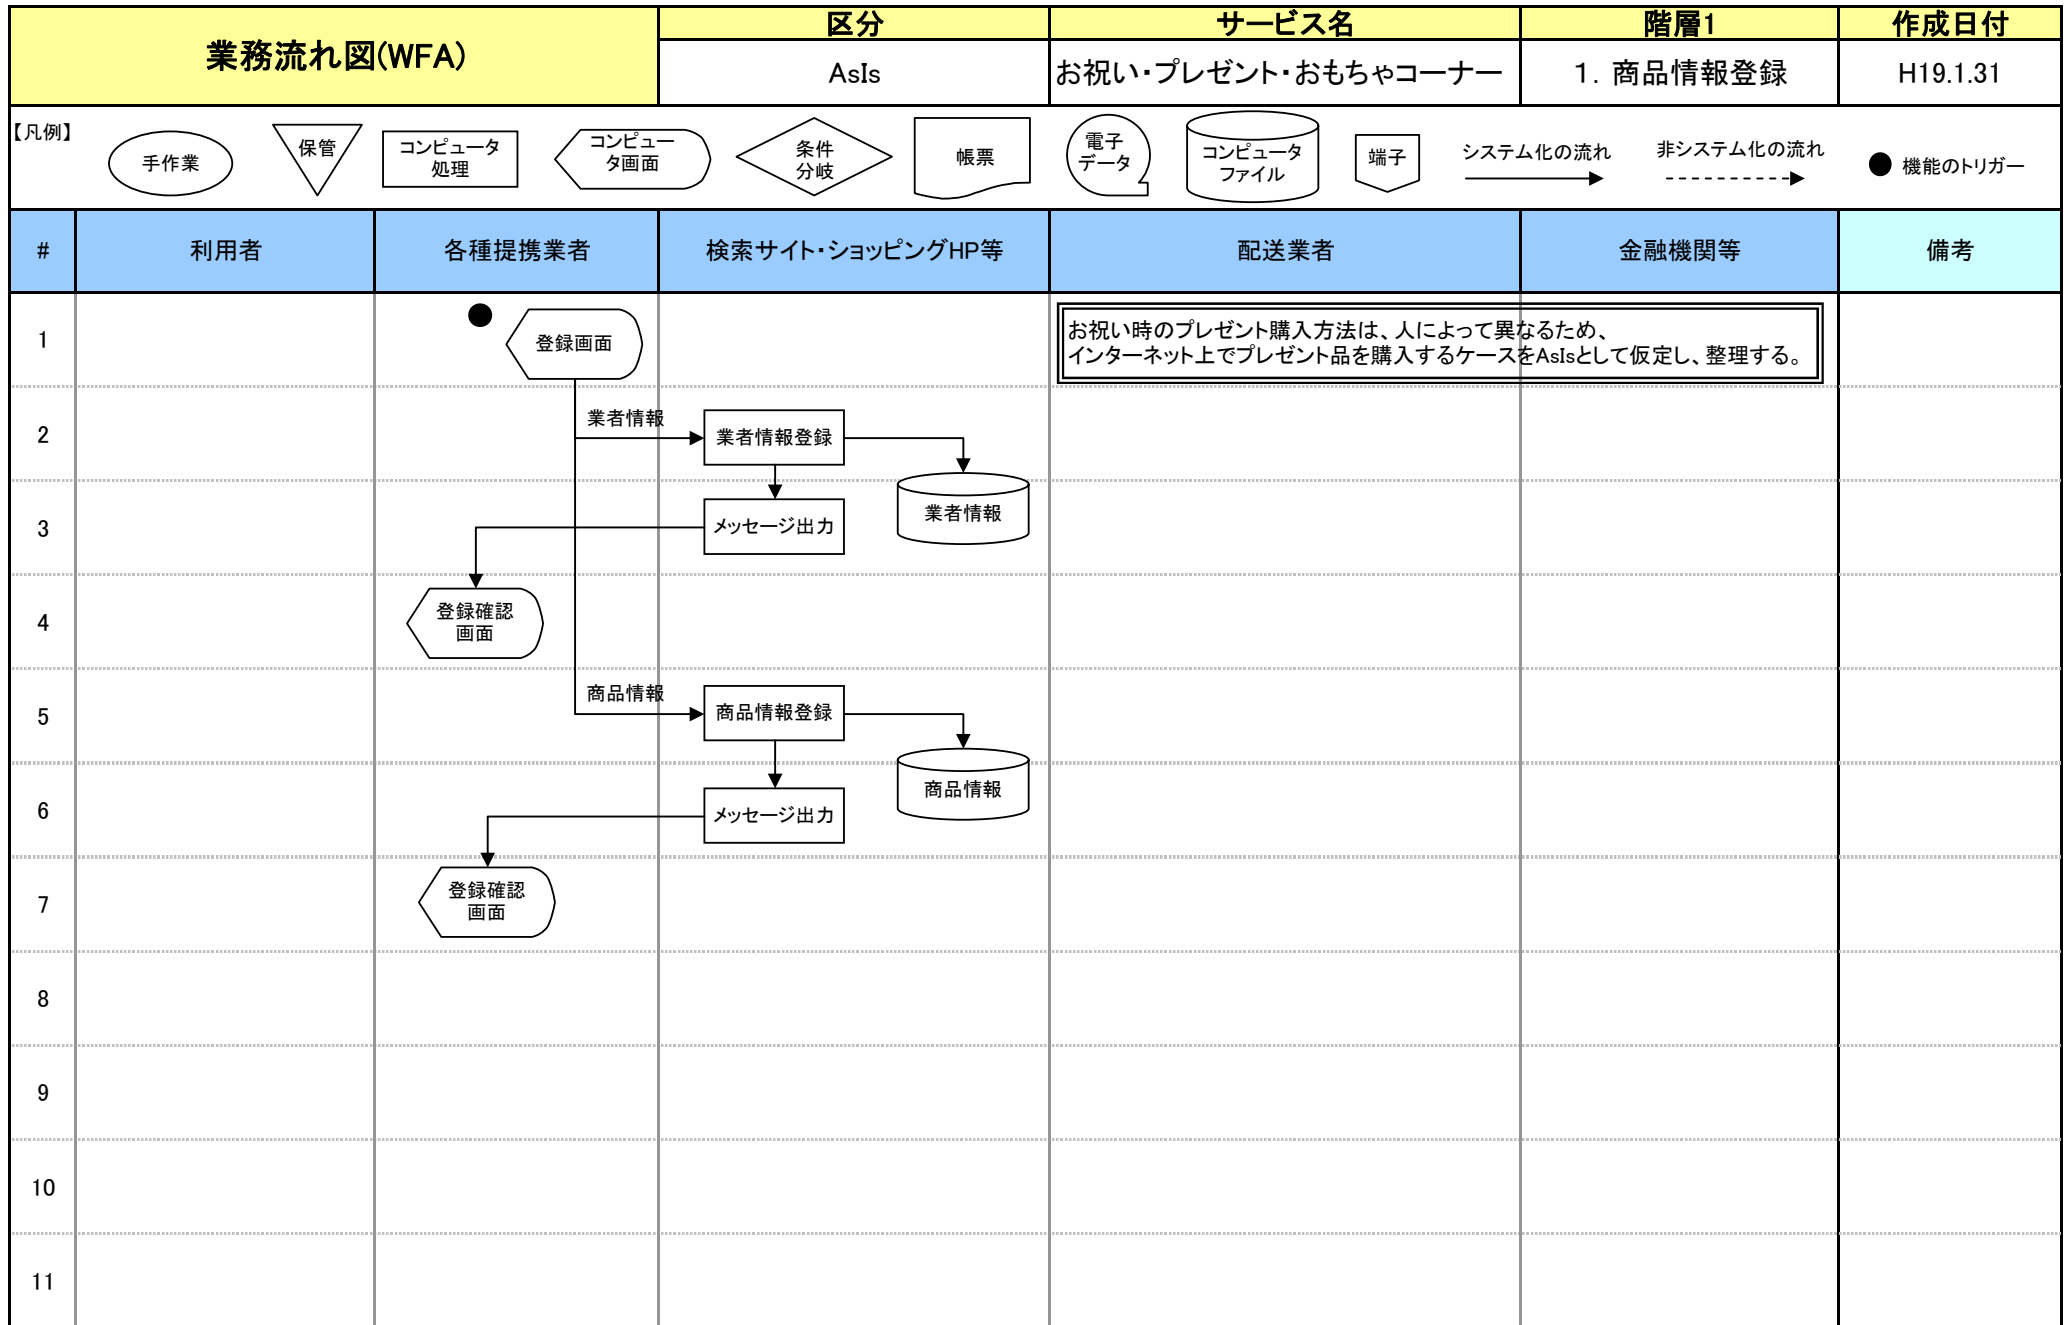 業務流れ図(WFA)
区分
サービス名
階層1
作成日付
AsIs
お祝い・プレゼント・おもちゃコーナー
1. 商品情報登録
H19.1.31
【凡例】
手作業
保管
コンピュータ
処理
コンピュー
タ画面
条件
分岐
帳票
電子
データ
コンピュータ
ファイル
端子
システム化の流れ
非システム化の流れ
機能のトリガー
#
利用者
各種提携業者
検索サイト・ショッピングHP等
配送業者
金融機関等
備考
1
登録画面
お祝い時のプレゼント購入方法は、人によって異なるため、
インターネット上でプレゼント品を購入するケースをAsIsとして仮定し、整理する。
2
業者情報
業者情報登録
3
メッセージ出力
業者情報
4
登録確認
画面
5
商品情報
商品情報登録
6
メッセージ出力
商品情報
7
登録確認
画面
8
9
10
11